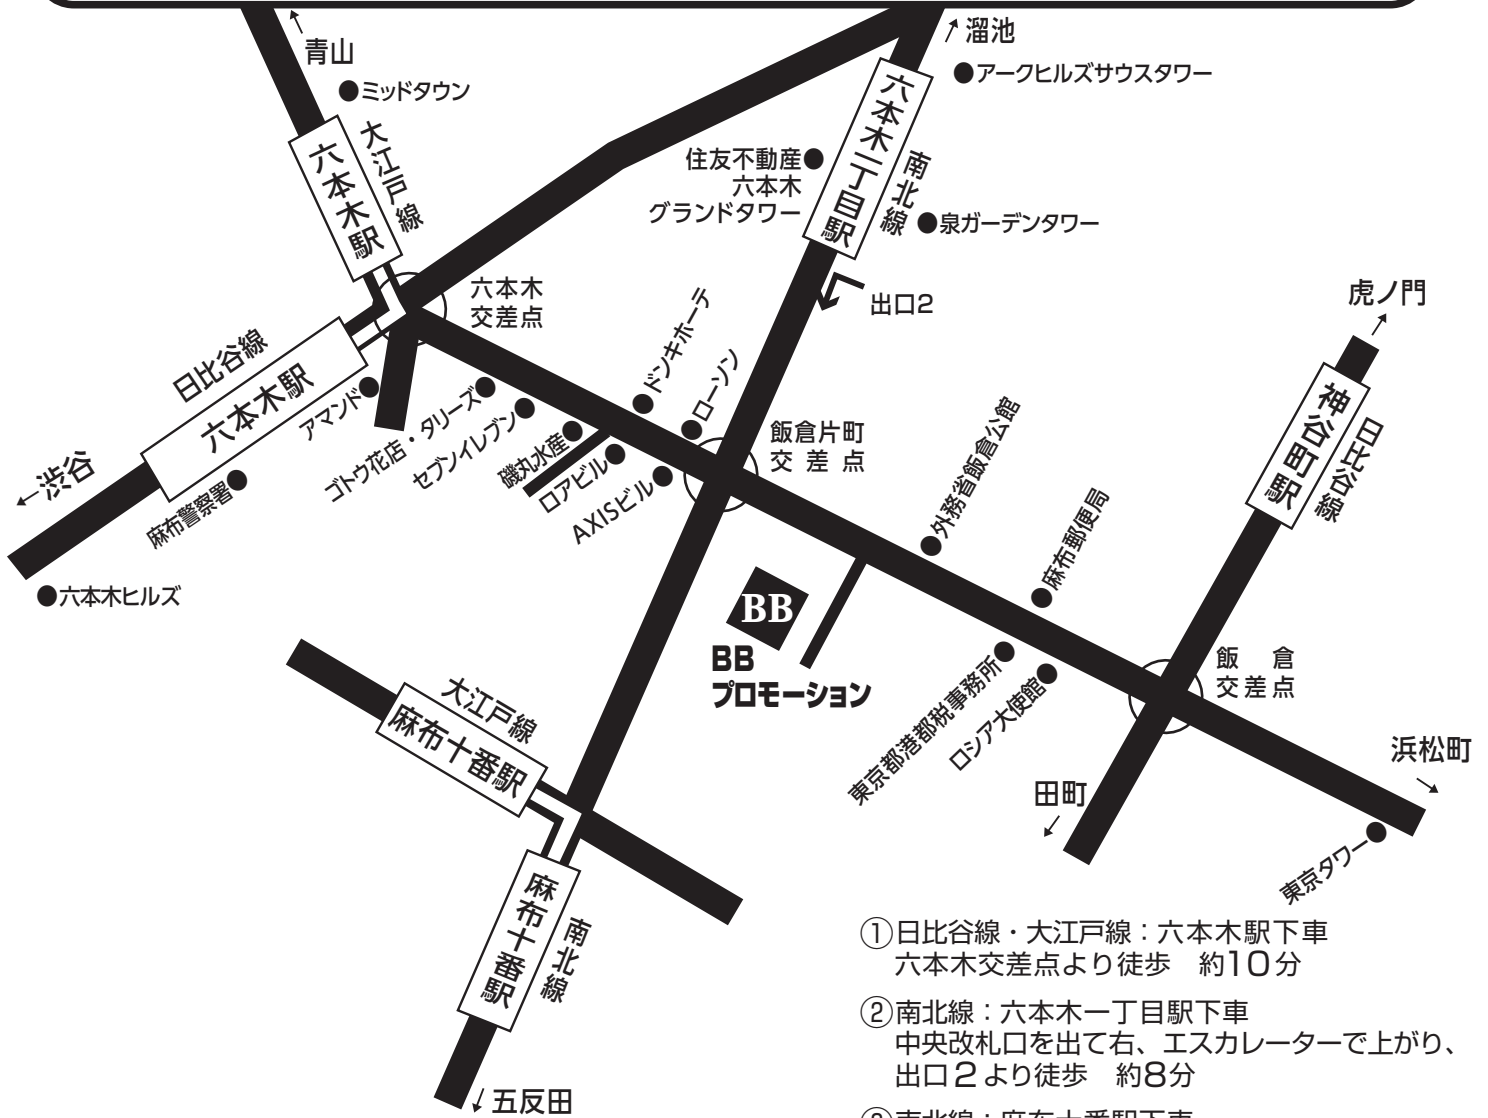 青山
ミッドタウン
溜池
アークヒルズサウスタワー
大江戸線
六本木駅
住友不動産
六本木
グランドタワー
六本木一丁目駅
南北線
泉ガーデンタワー
出口2
六本木
交差点
日比谷線
六本木駅
渋谷
麻布警察署
六本木ヒルズ
アマンド
ゴトウ花店・タリーズ
セブンイレブン
磯丸水産
ロアビル
AXISビル
ドンキホーテ
ローソン
飯倉片町
交差点
外務省飯倉公館
麻布郵便局
虎ノ門
神谷町駅
日比谷線
BB
BB
プロモーション
東京都港都税事務所
ロシア大使館
飯倉
交差点
浜松町
田町
東京タワー
大江戸線
麻布十番駅
麻布十番駅
南北線
五反田
①日比谷線・大江戸線：六本木駅下車
六本木交差点より徒歩　約10分
②南北線：六本木一丁目駅下車
中央改札口を出て右、エスカレーターで上がり、
出口2より徒歩　約8分
③南北線：麻布十番駅下車